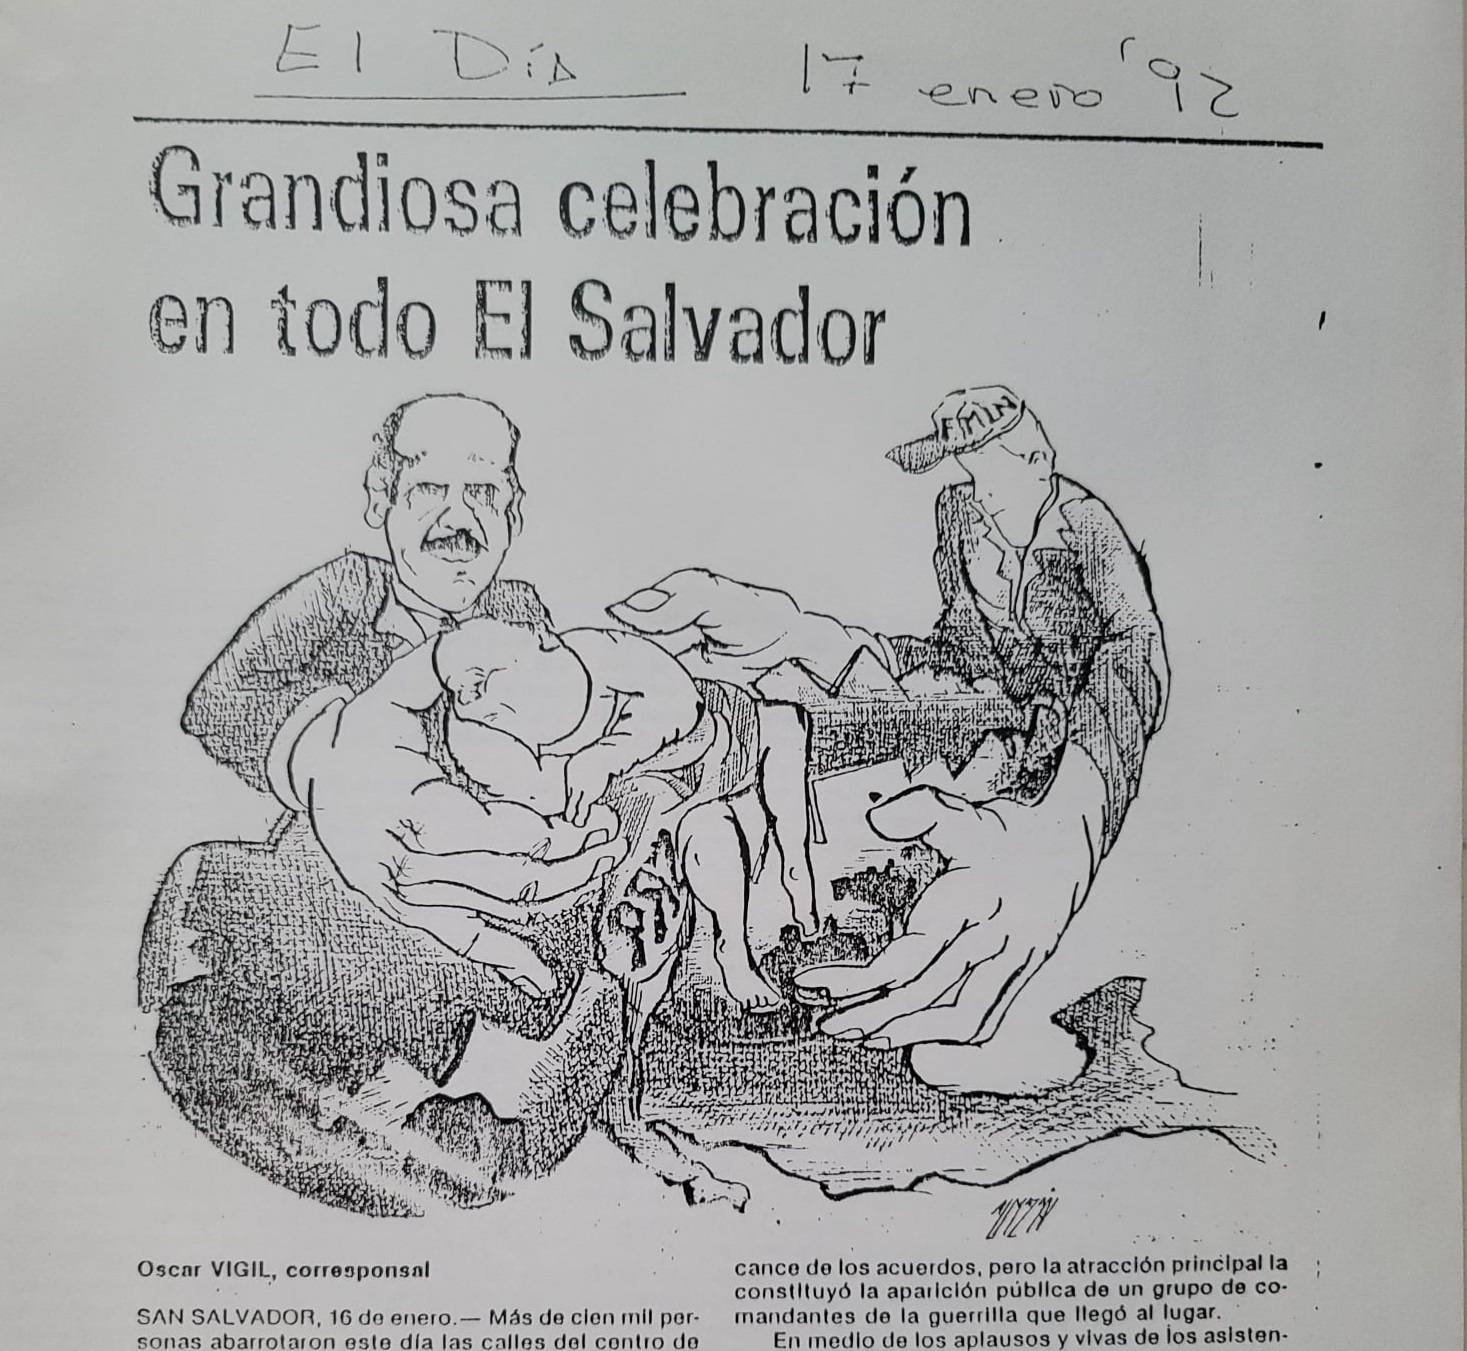 El Día 17 enero '92
Grandiosa celebración
en todo El Salvador
FMLN
Oscar VIGIL, corresponsal
SAN SALVADOR, 16 de enero.— Más de cien mil per-
sonas abarrotaron este día las calles del centro de
cance de los acuerdos, pero la atracción principal la
constituyó la aparición pública de un grupo de co-
mandantes de la guerrilla que llegó al lugar.
En medio de los aplausos y vivas de los asisten-